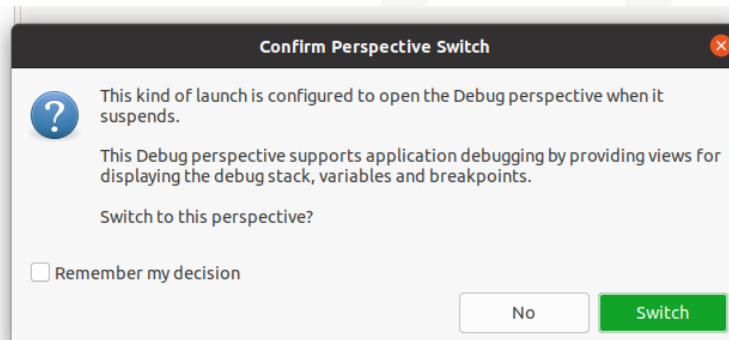 Confirm Perspective Switch
This kind of launch is configured to open the Debug perspective when it
suspends.
This Debug perspective supports application debugging by providing views for
displaying the debug stack, variables and breakpoints.
Switch to this perspective?
Remember my decision
No
Switch